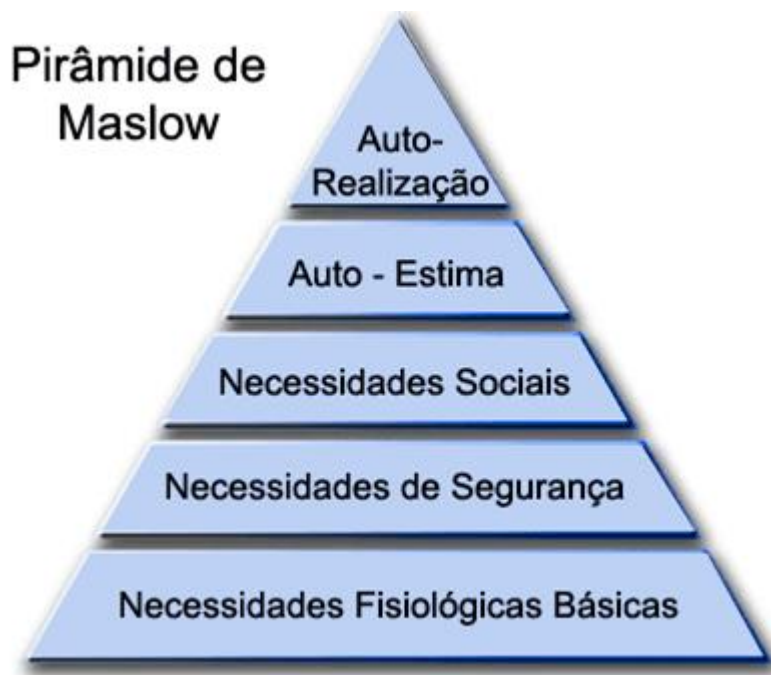 Pirâmide de
Maslow
Auto-
Realização
Auto - Estima
Necessidades Sociais
Necessidades de Segurança
Necessidades Fisiológicas Básicas